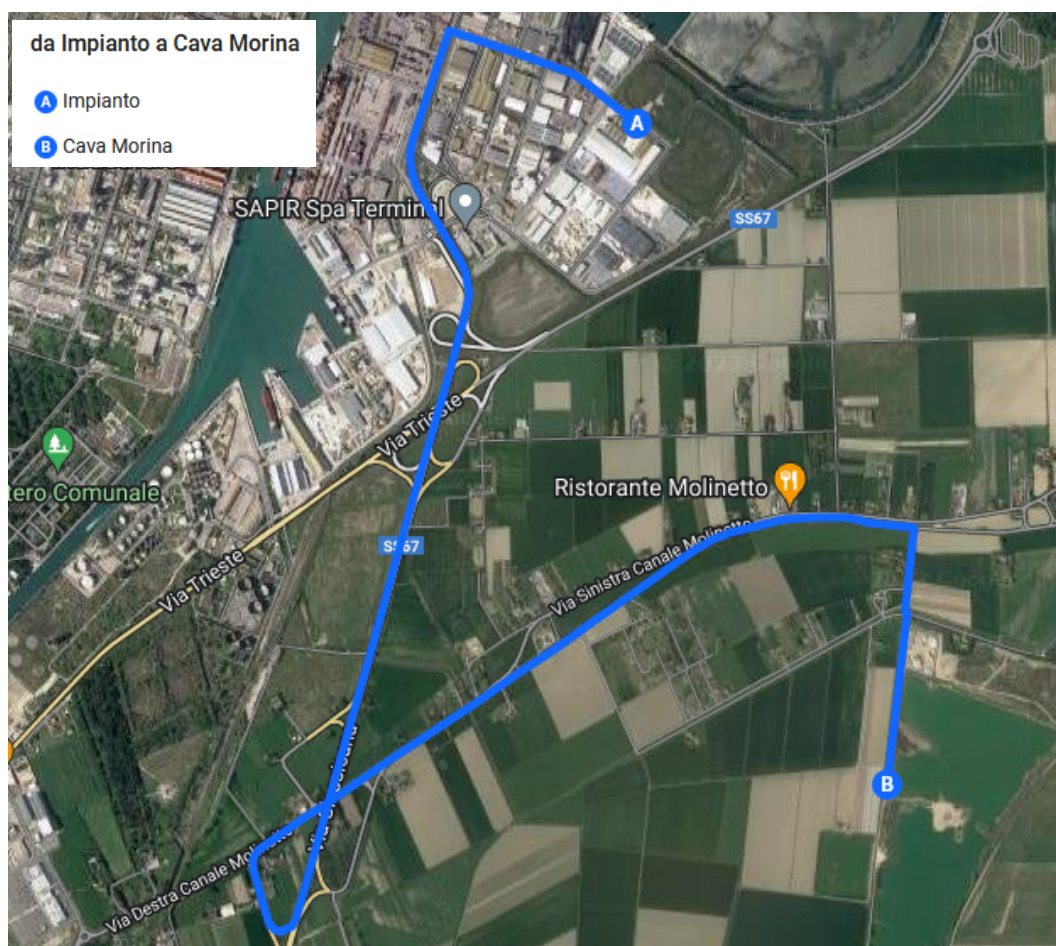 da Impianto a Cava Morina
A Impianto
B Cava Morina
A
SAPIR Spa Terminal
SS67
Via Trieste
tero Comunale
Ristorante Molinetto
SS67
Via Sinistra Canale Molinetto
Via Trieste
B
Via Destra Canale Molinetto